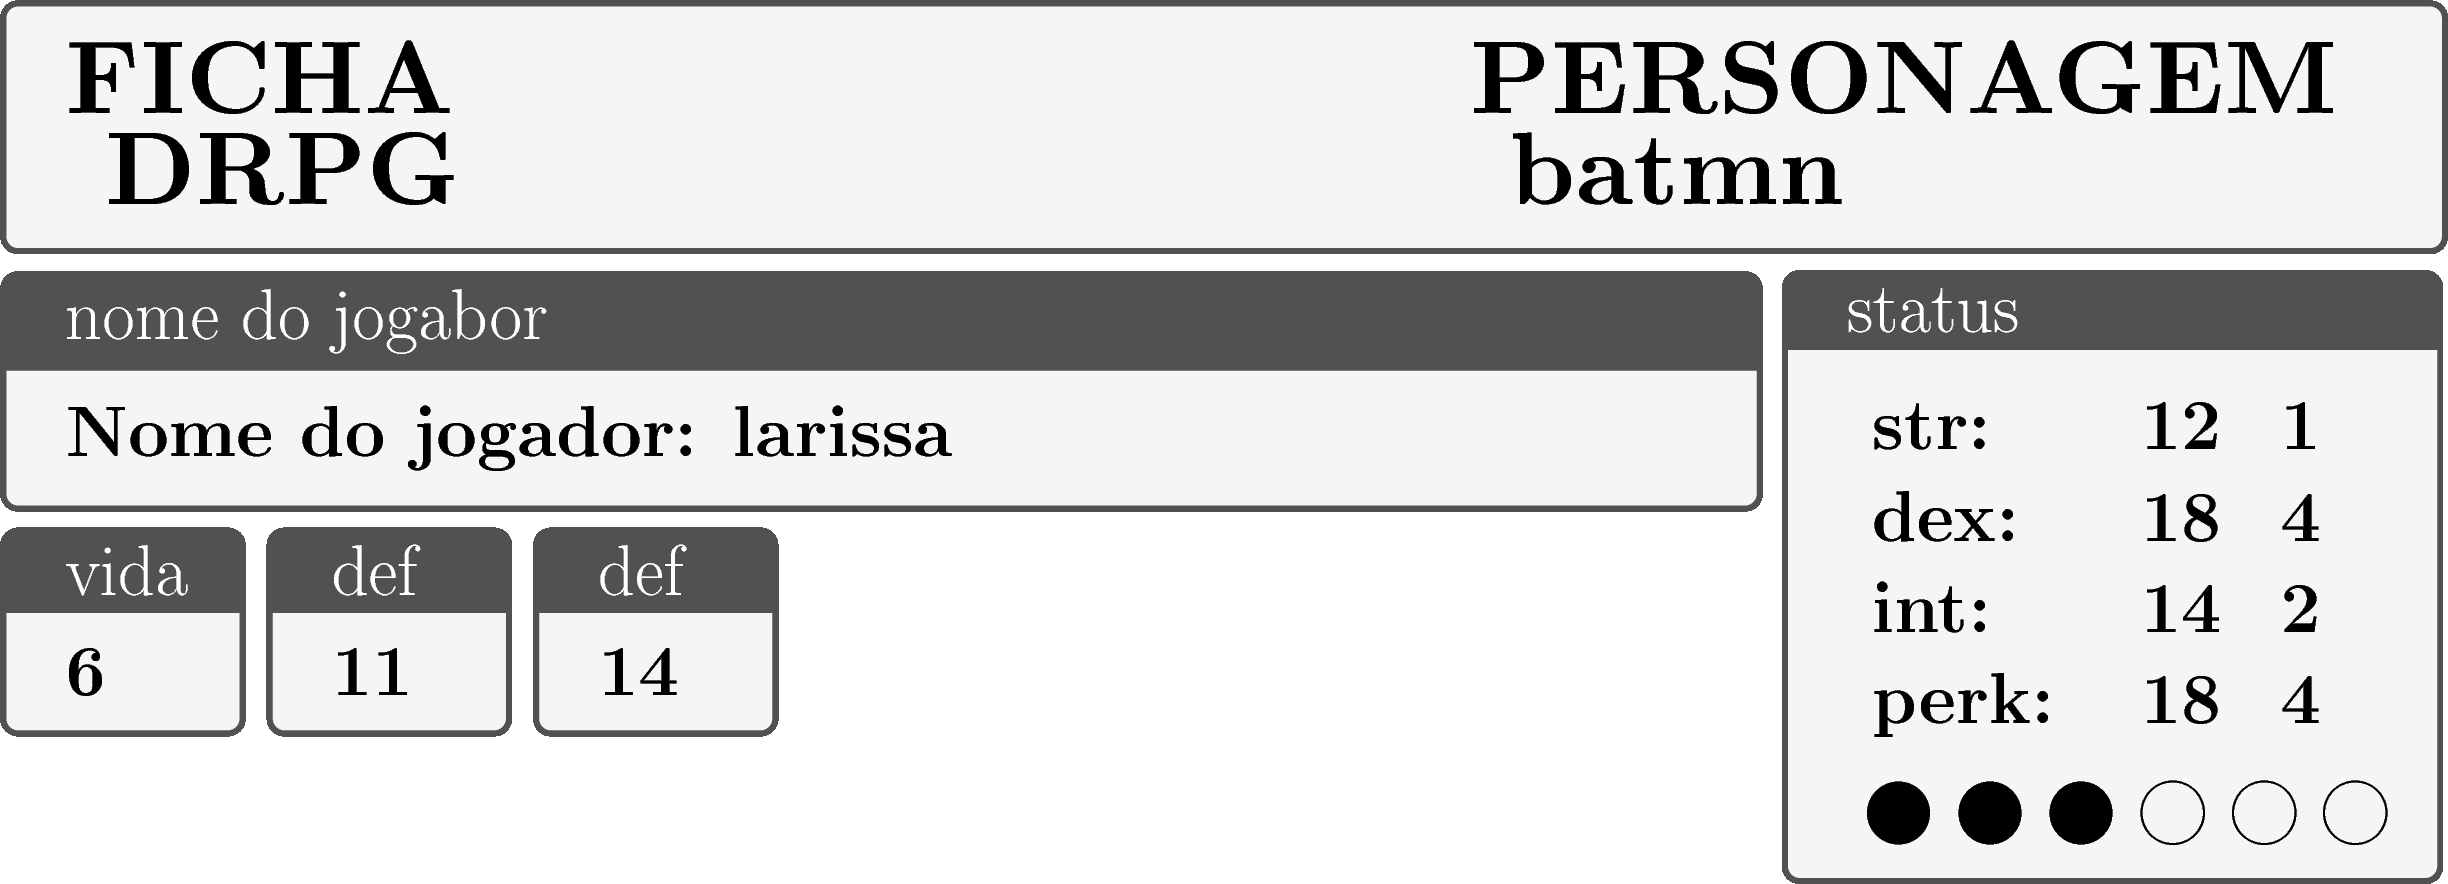 FICHA
DRPG
PERSONAGEM
batmn
nome do jogabor
Nome do jogador: larissa
vida
6
def
11
def
14
status
str: 12 1
dex: 18 4
int: 14 2
perk: 18 4